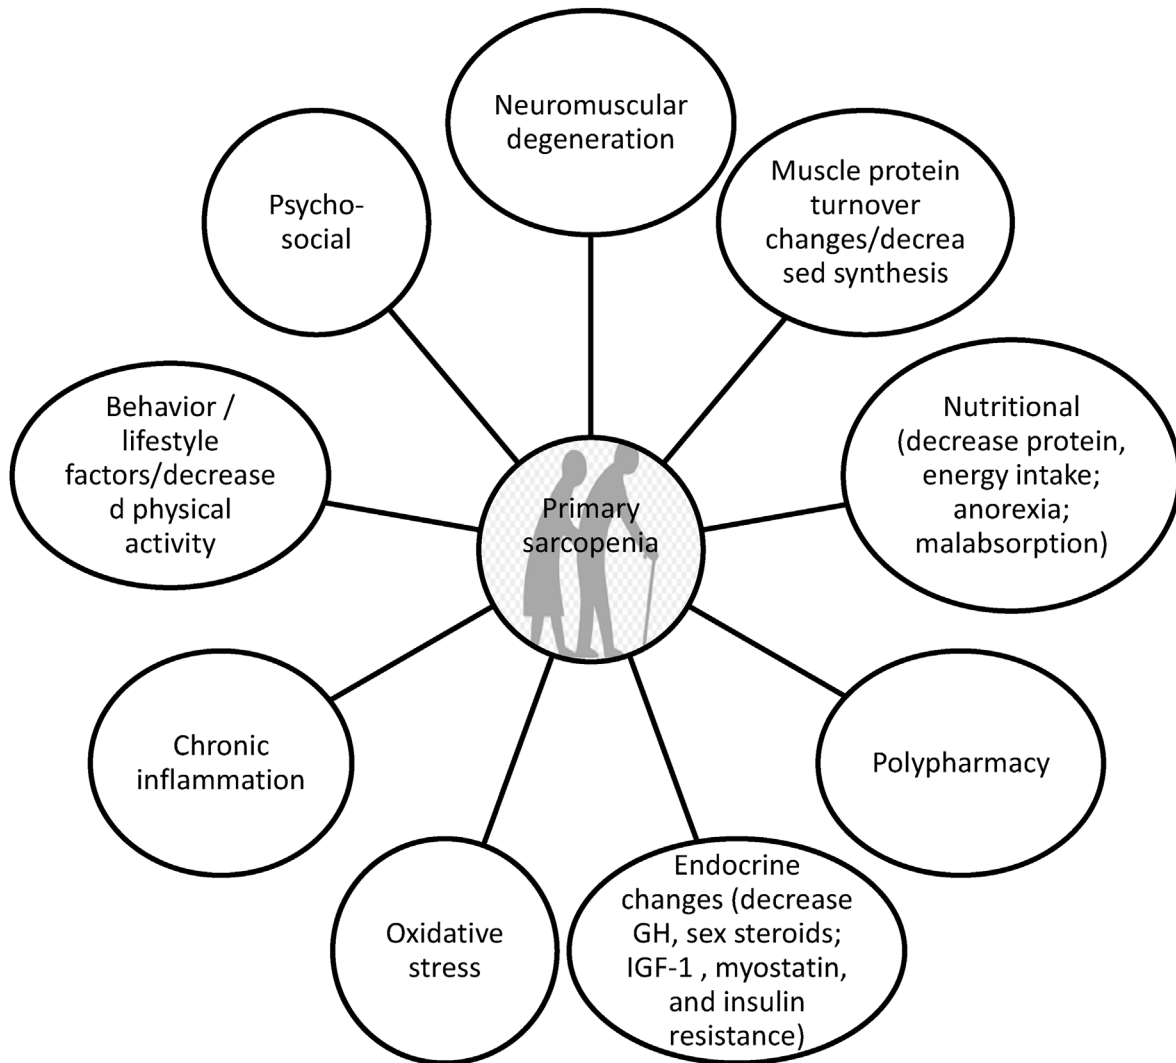 Neuromuscular
degeneration
Muscle protein
turnover
changes/decrea
sed synthesis
Psycho-
social
Nutritional
(decrease protein,
energy intake;
anorexia;
malabsorption)
Behavior /
lifestyle
factors/decrease
d physical
activity
Primary
sarcopenia
Chronic
inflammation
Polypharmacy
Oxidative
stress
Endocrine
changes (decrease
GH, sex steroids;
IGF-1 , myostatin,
and insulin
resistance)